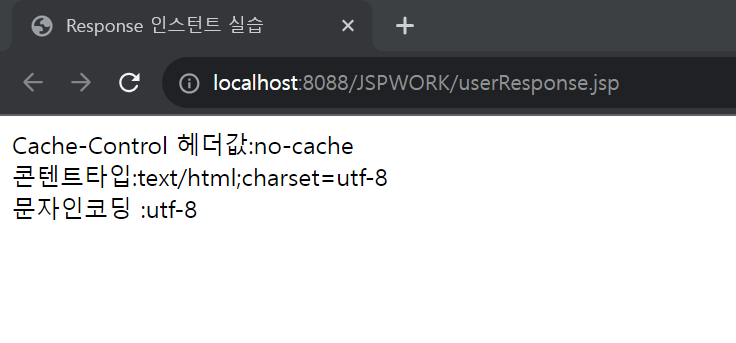 Response 인스턴트 실습
localhost:8088/JSPWORK/userResponse.jsp
Cache-Control 헤더값:no-cache
콘텐트타입:text/html;charset=utf-8
문자인코딩 :utf-8